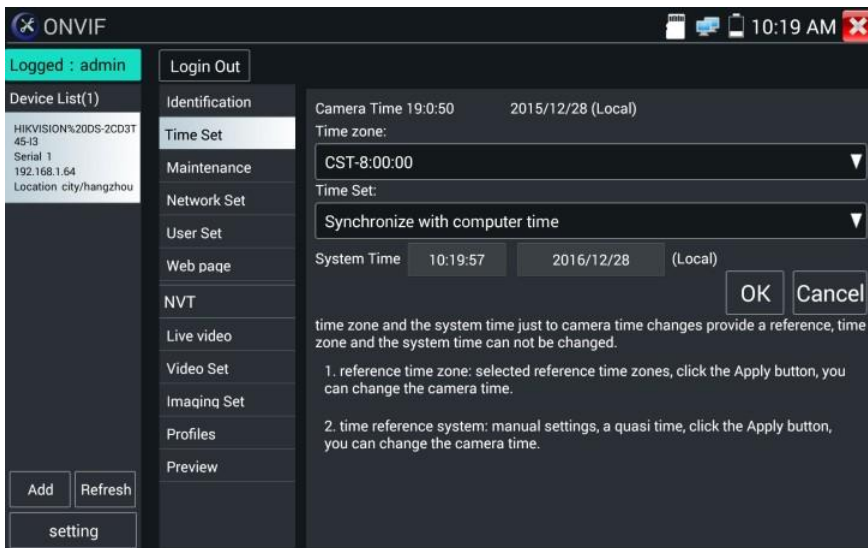 ONVIF
10:19 AM
Logged : admin
Login Out
Device List(1)
HIKVISION%20DS-2CD3T
45-I3
Serial 1
192.168.1.64
Location city/hangzhou
Add
Refresh
setting
Identification
Time Set
Maintenance
Network Set
User Set
Web page
NVT
Live video
Video Set
Imaging Set
Profiles
Preview
Camera Time 19:0:50 2015/12/28 (Local)
Time zone:
CST-8:00:00
Time Set:
Synchronize with computer time
System Time 10:19:57 2016/12/28 (Local)
OK Cancel
time zone and the system time just to camera time changes provide a reference, time
zone and the system time can not be changed.
1. reference time zone: selected reference time zones, click the Apply button, you
can change the camera time.
2. time reference system: manual settings, a quasi time, click the Apply button,
you can change the camera time.